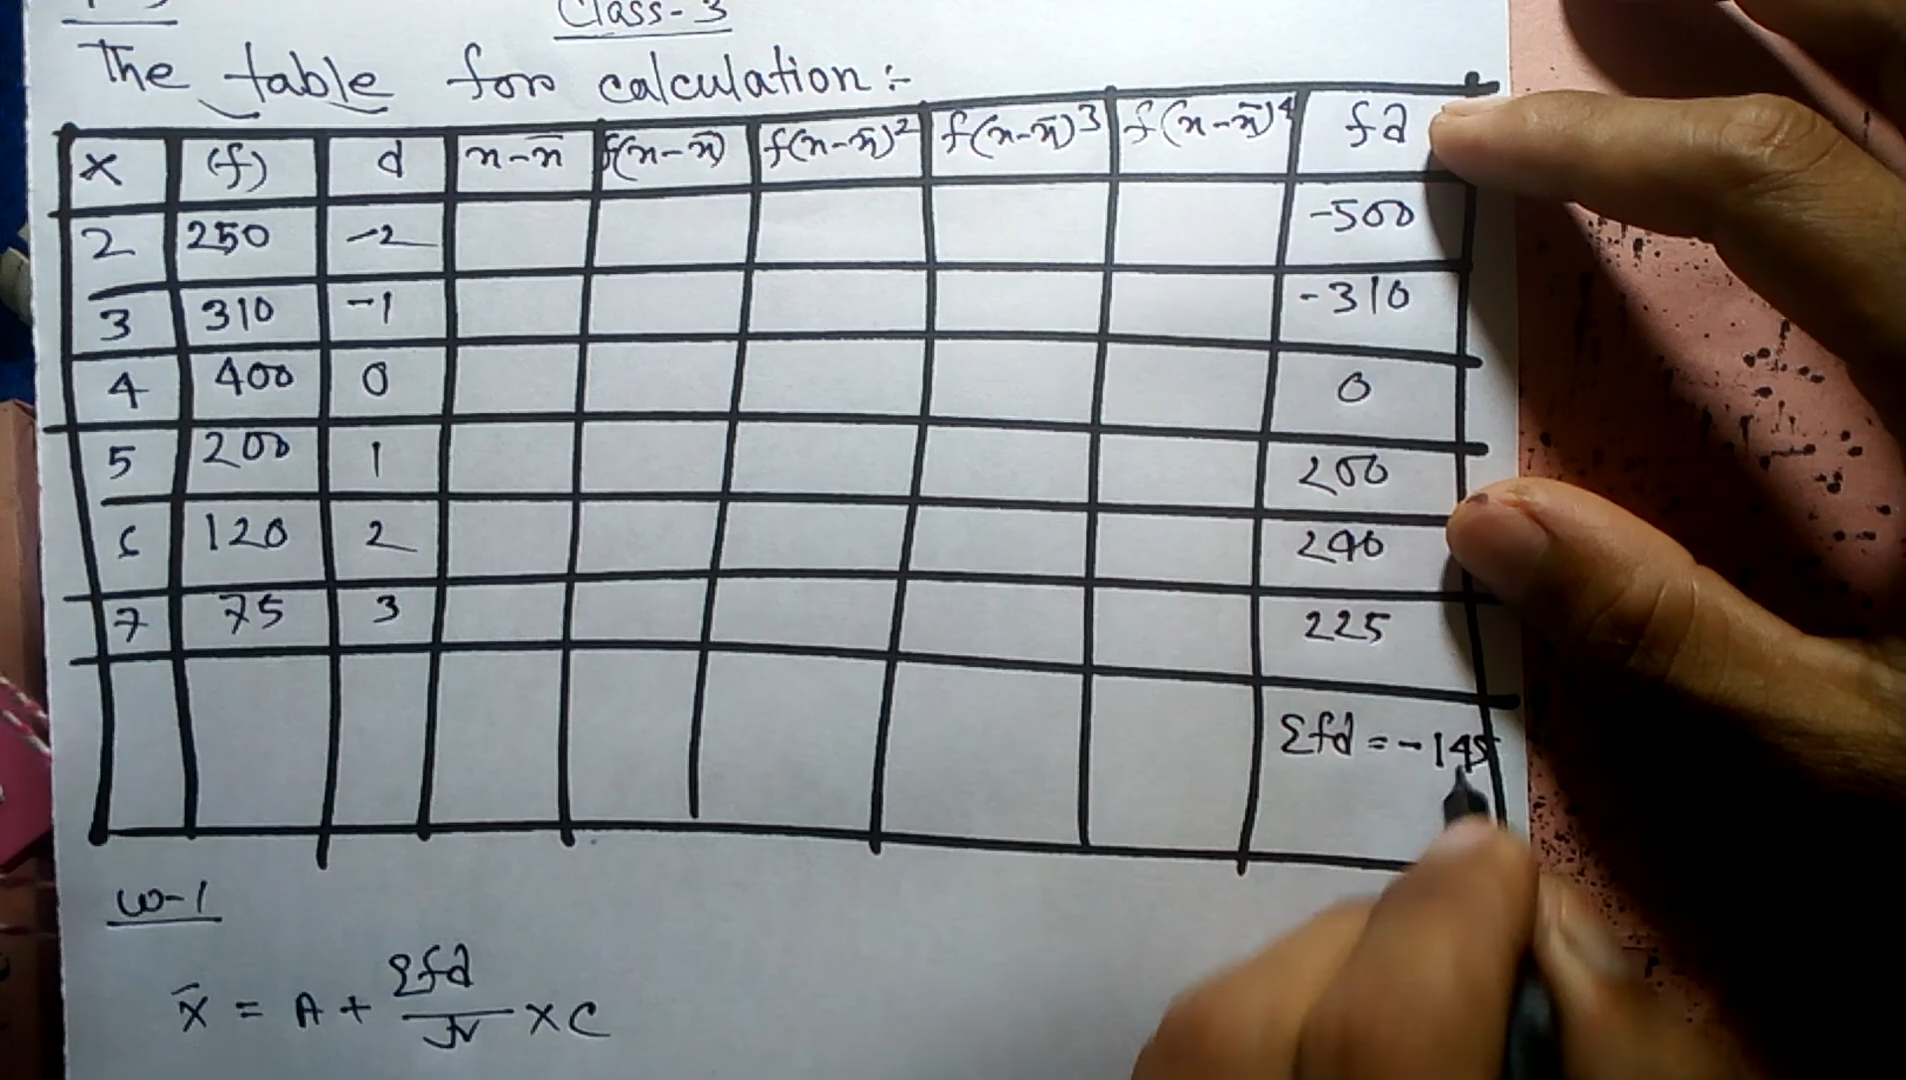 Class-3
The table for calculation:-
x (f) d n-n̄ f(n-n̄) f(n-n̄)² f(n-n̄)³ f(n-n̄)⁴ fd
2 250 -2 -500
3 310 -1 -310
4 400 0 0
5 200 1 200
6 120 2 240
7 75 3 225
Σfd = -145
w-1
x̄ = A + Σfd/N × C